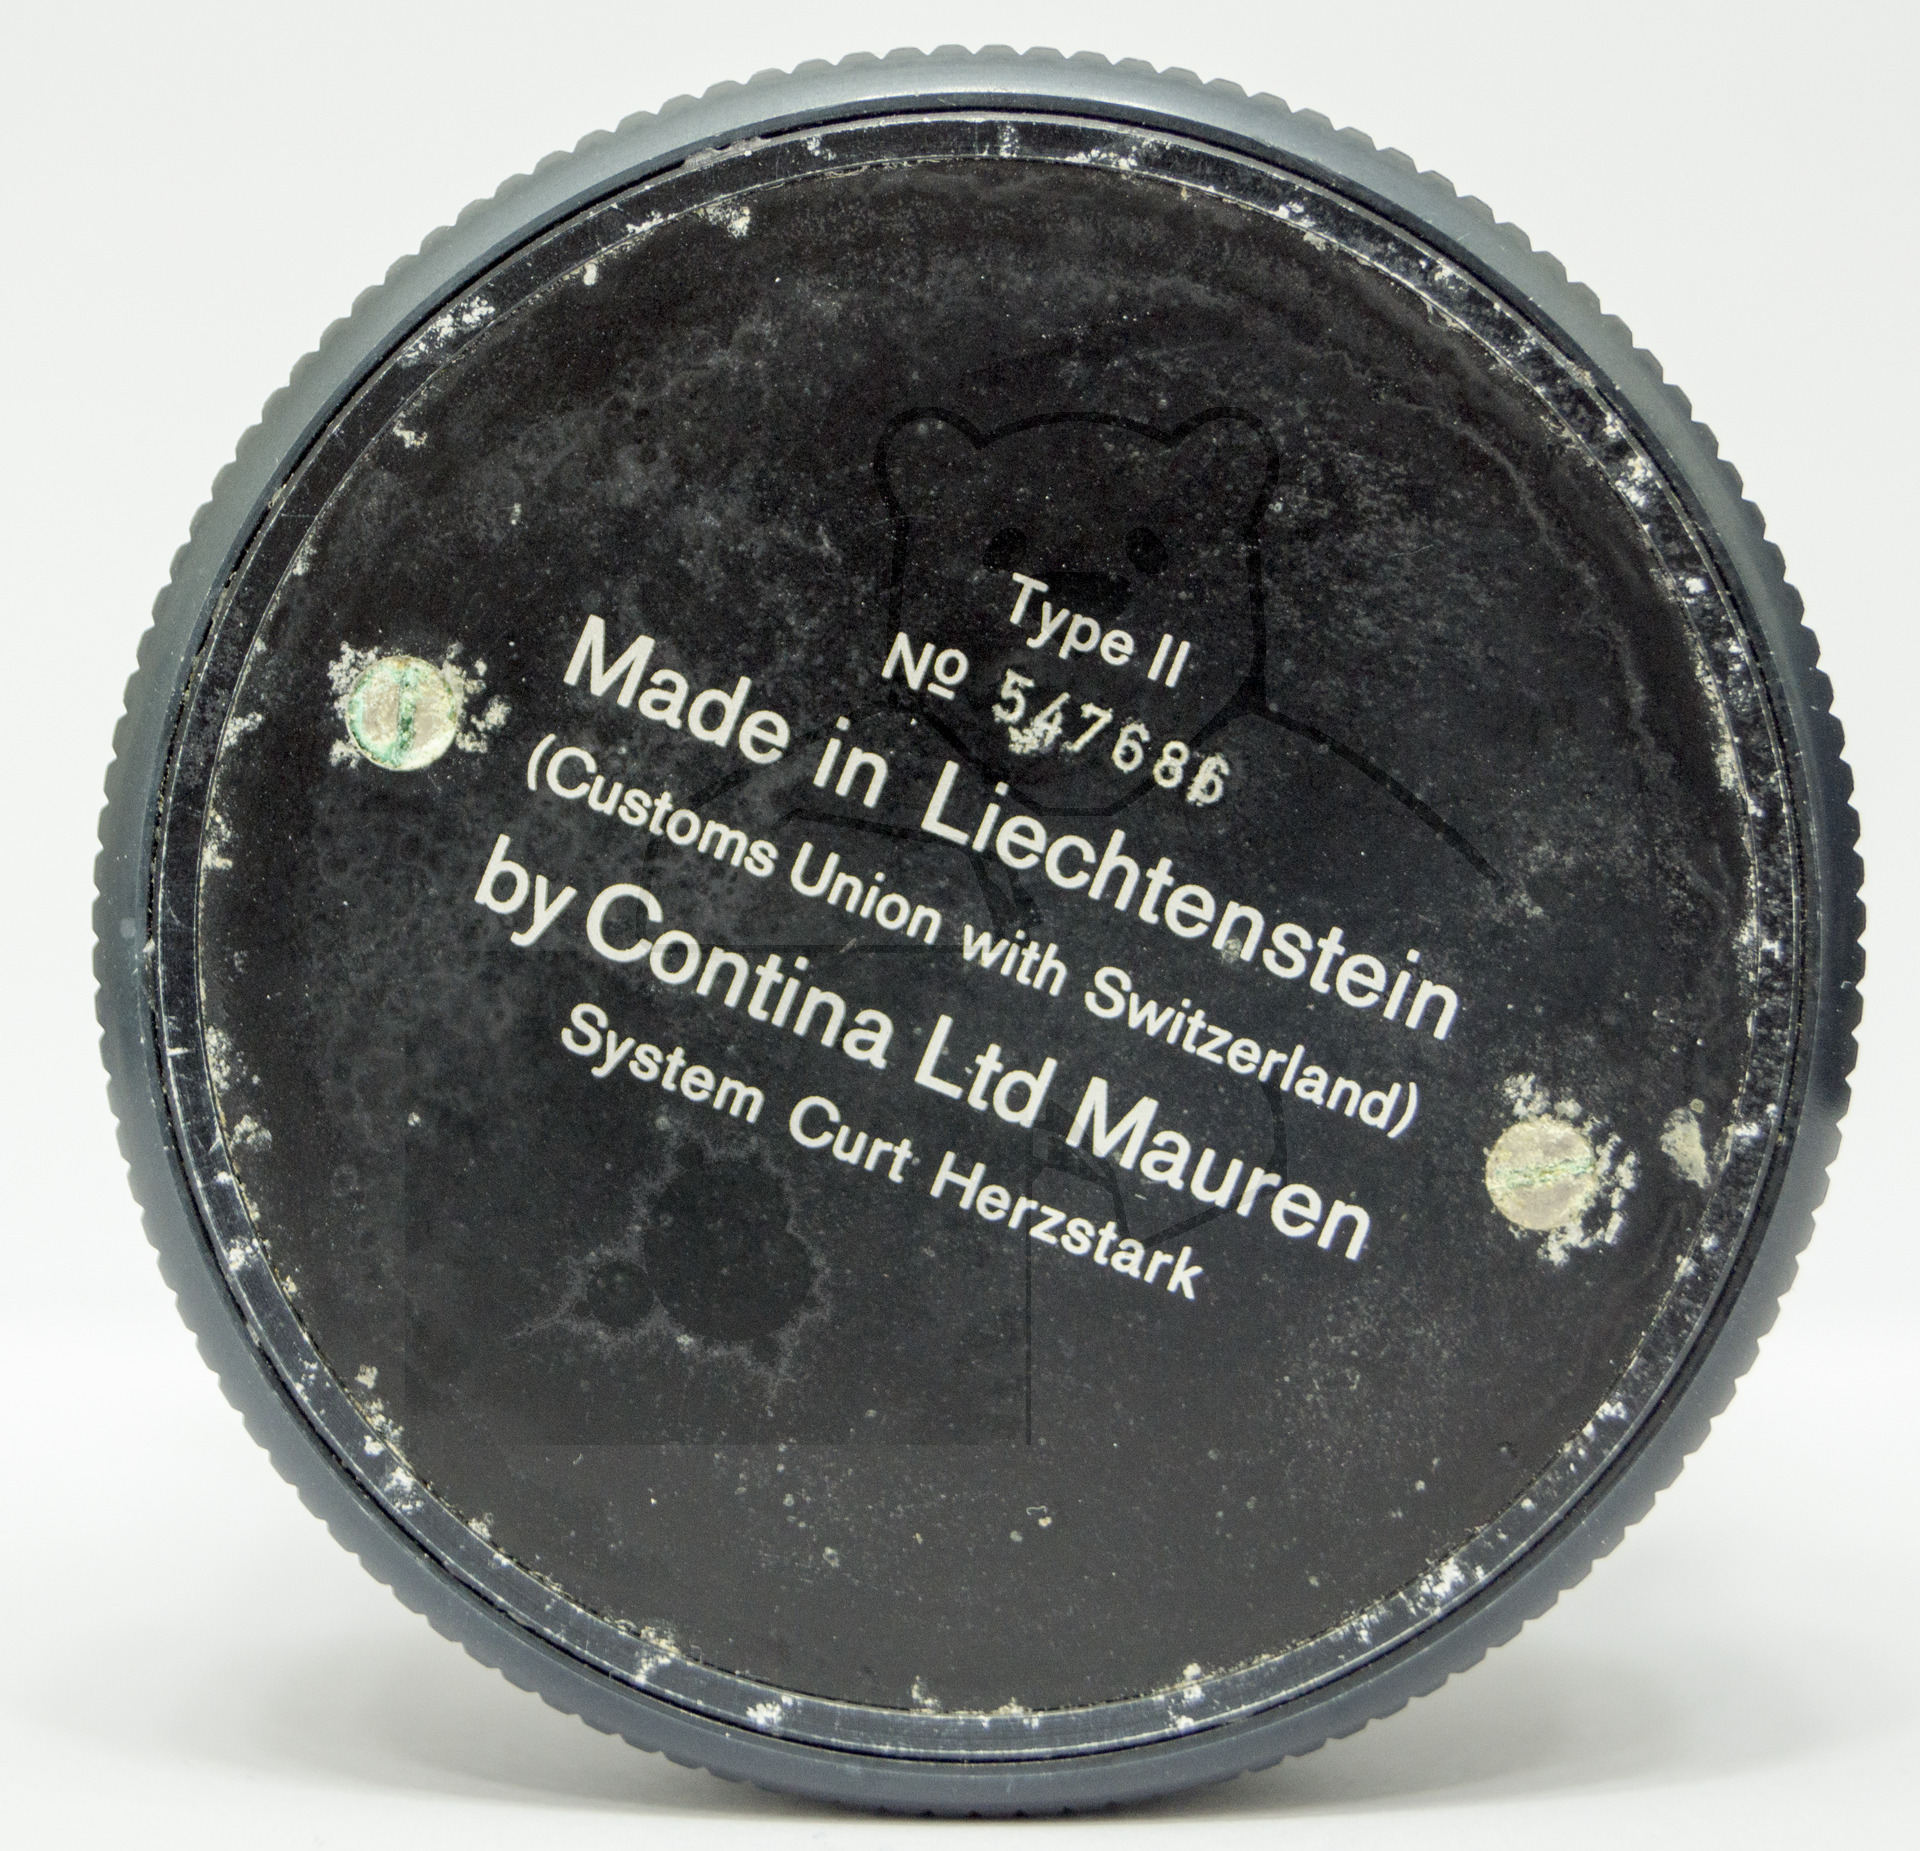 Type II
Nº 547686
Made in Liechtenstein
(Customs Union with Switzerland)
by Contina Ltd Mauren
System Curt Herzstark